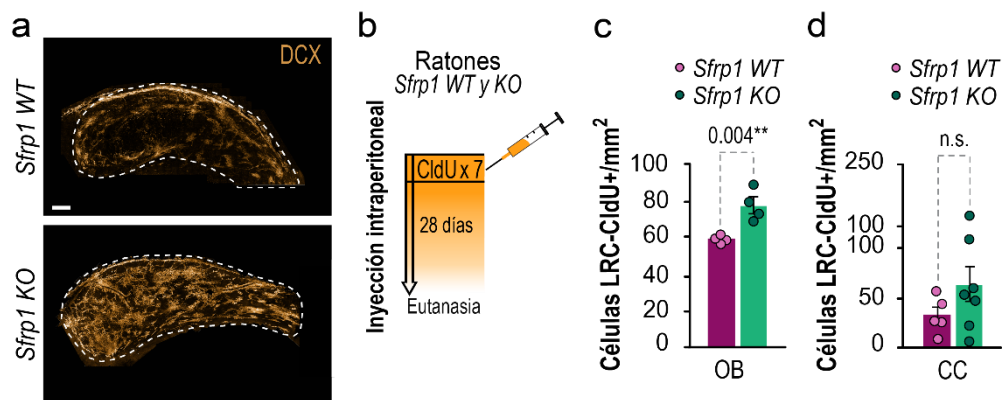 a
DCX
Sfrp1 WT
Sfrp1 KO
b
Ratones
Sfrp1 WT y KO
Inyección intraperitoneal
CldU x 7
28 días
Eutanasia
c
Sfrp1 WT
Sfrp1 KO
Células LRC-CldU+/mm²
0.004**
100
80
60
40
20
0
OB
d
Sfrp1 WT
Sfrp1 KO
Células LRC-CldU+/mm²
n.s.
250
100
100
50
0
CC